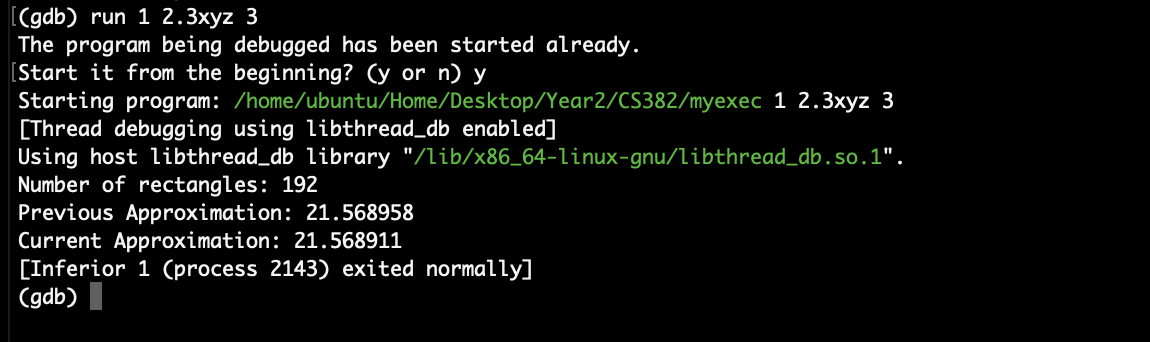 (gdb) run 1 2.3xyz 3
The program being debugged has been started already.
Start it from the beginning? (y or n) y
Starting program: /home/ubuntu/Home/Desktop/Year2/CS382/myexec 1 2.3xyz 3
[Thread debugging using libthread_db enabled]
Using host libthread_db library "/lib/x86_64-linux-gnu/libthread_db.so.1".
Number of rectangles: 192
Previous Approximation: 21.568958
Current Approximation: 21.568911
[Inferior 1 (process 2143) exited normally]
(gdb)